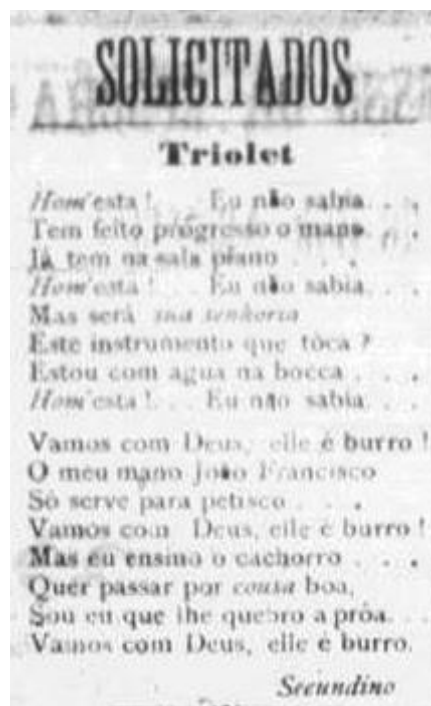 SOLICITADOS
Triolet
Hom'esta !. . . Eu não sabia. . . .
Tem feito progresso o mano. . .
Já tem na sala piano . . . .
Hom'esta ! . . . Eu não sabia. . . .
Mas será sua senhoria
Este instrumento que tóca ?
Estou com agua na bocca . . . .
Hom'esta !. . . Eu não sabia. . . .
Vamos com Deus, elle é burro !
O meu mano João Francisco
Só serve para petisco . . . .
Vamos com Deus, elle é burro !
Mas eu ensino o cachorro . . . .
Quer passar por cousa boa,
Sou eu que lhe quebro a prôa. . .
Vamos com Deus, elle é burro.
Secundino